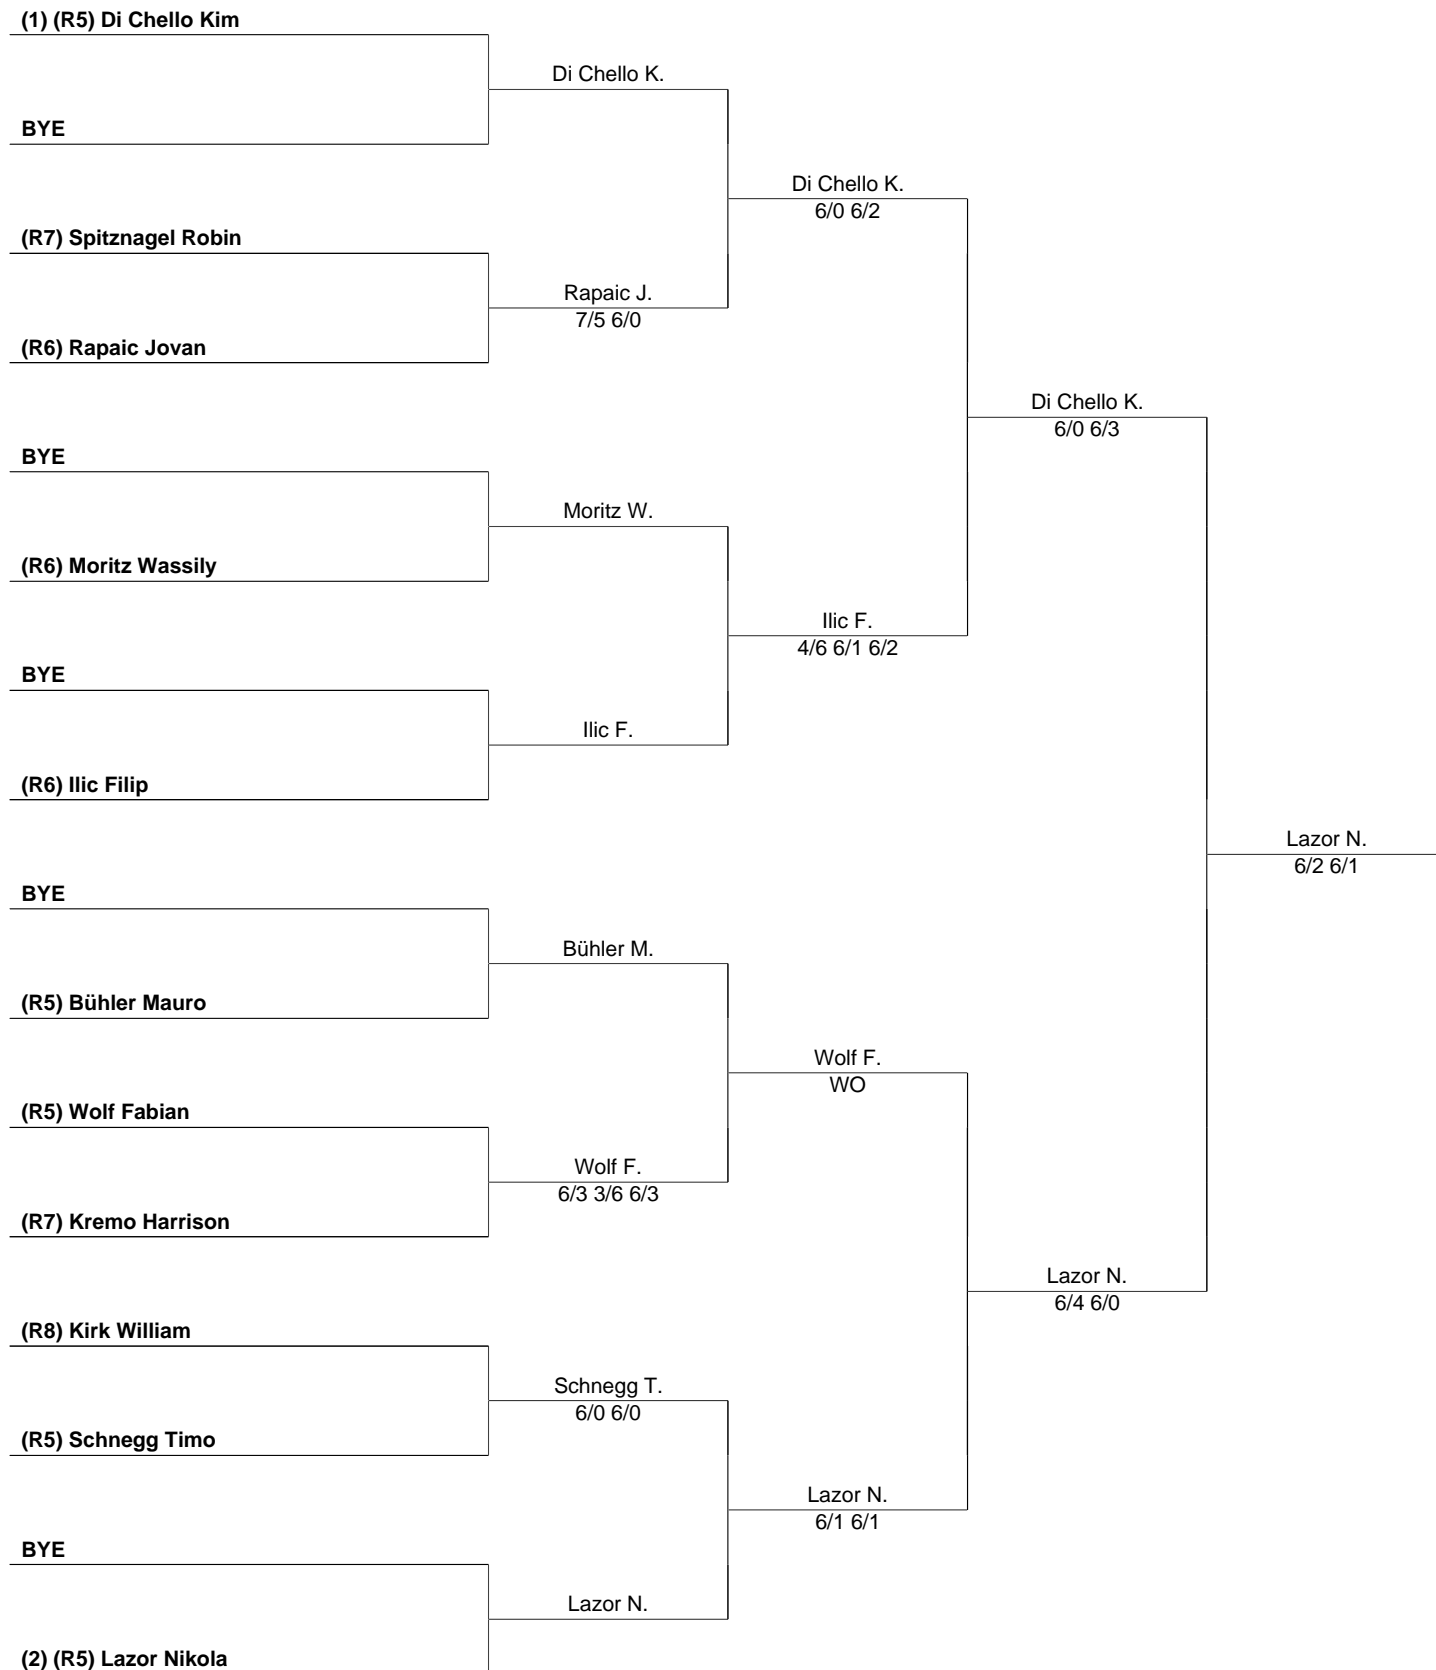 (1) (R5) Di Chello Kim
Di Chello K.
BYE
Di Chello K.
6/0 6/2
(R7) Spitznagel Robin
Rapaic J.
7/5 6/0
(R6) Rapaic Jovan
Di Chello K.
6/0 6/3
BYE
Moritz W.
(R6) Moritz Wassily
Ilic F.
4/6 6/1 6/2
BYE
Ilic F.
(R6) Ilic Filip
Lazor N.
6/2 6/1
BYE
Bühler M.
(R5) Bühler Mauro
Wolf F.
WO
(R5) Wolf Fabian
Wolf F.
6/3 3/6 6/3
(R7) Kremo Harrison
Lazor N.
6/4 6/0
(R8) Kirk William
Schnegg T.
6/0 6/0
(R5) Schnegg Timo
Lazor N.
6/1 6/1
BYE
Lazor N.
(2) (R5) Lazor Nikola